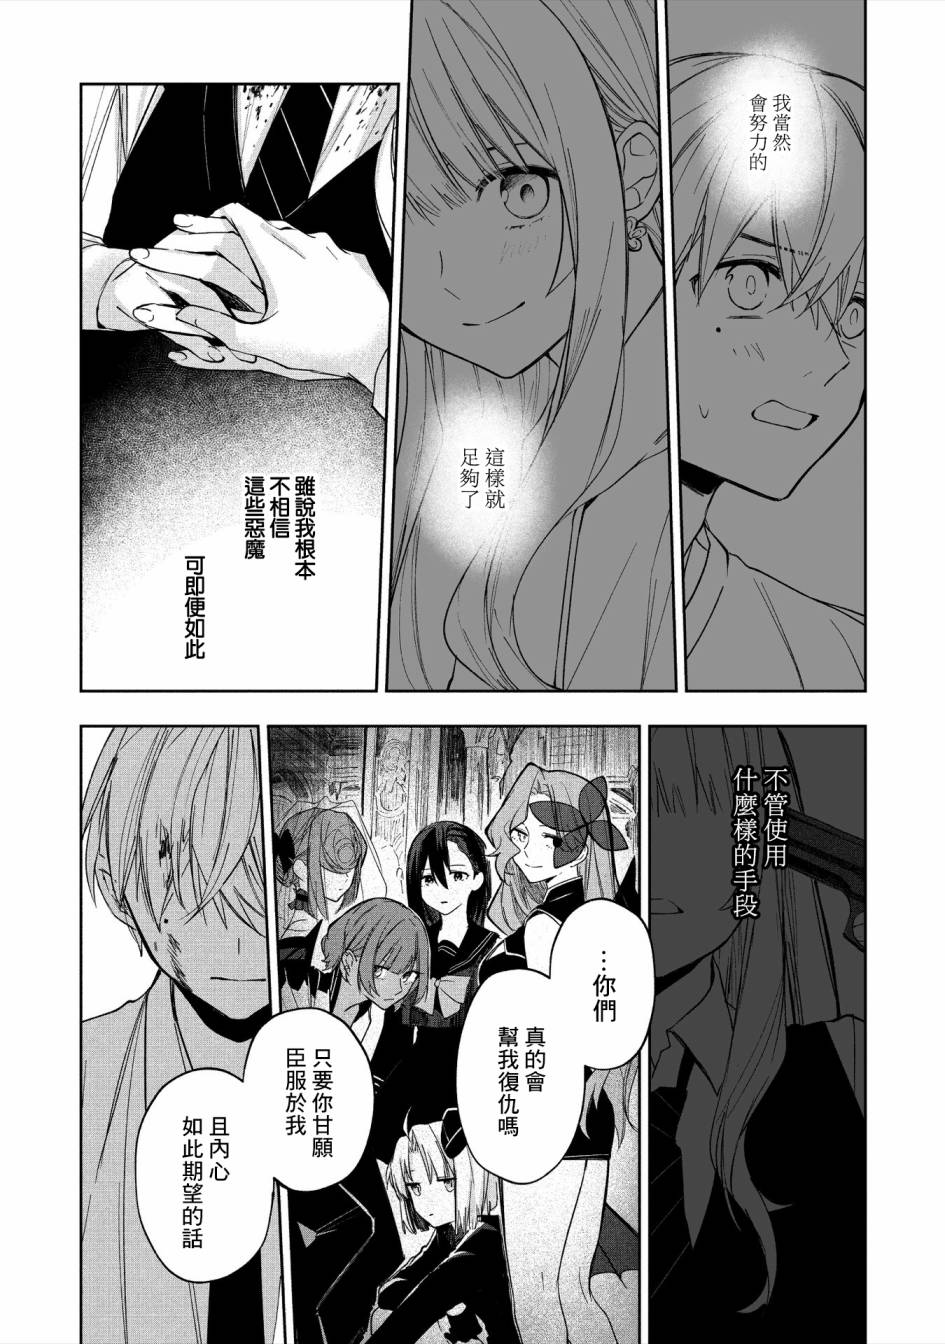 我當然
會努力的
這樣就
足夠了
雖說我根本
不相信
這些惡魔
可即便如此
不管使用
什麼樣的手段
…你們
真的會
幫我復仇嗎
只要你甘願
臣服於我
且內心
如此期望的話